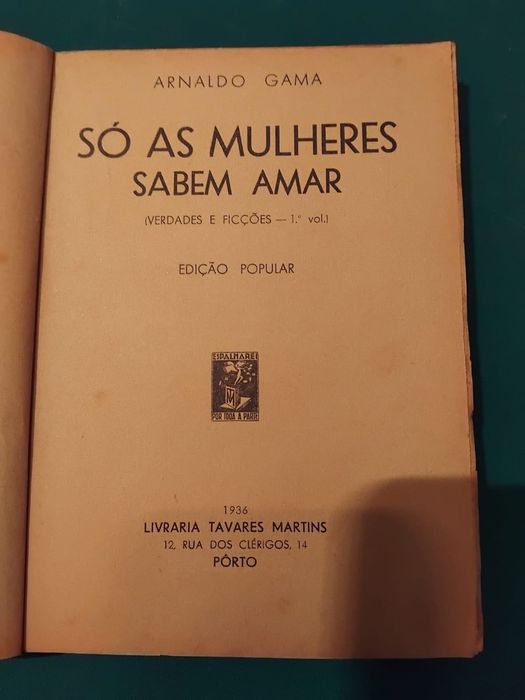 ARNALDO GAMA
SÓ AS MULHERES
SABEM AMAR
(VERDADES E FICÇÕES — 1.º vol.)
EDIÇÃO POPULAR
ESPALHAREI
POR TODA A PARTE
1936
LIVRARIA TAVARES MARTINS
12, RUA DOS CLÉRIGOS, 14
PÔRTO